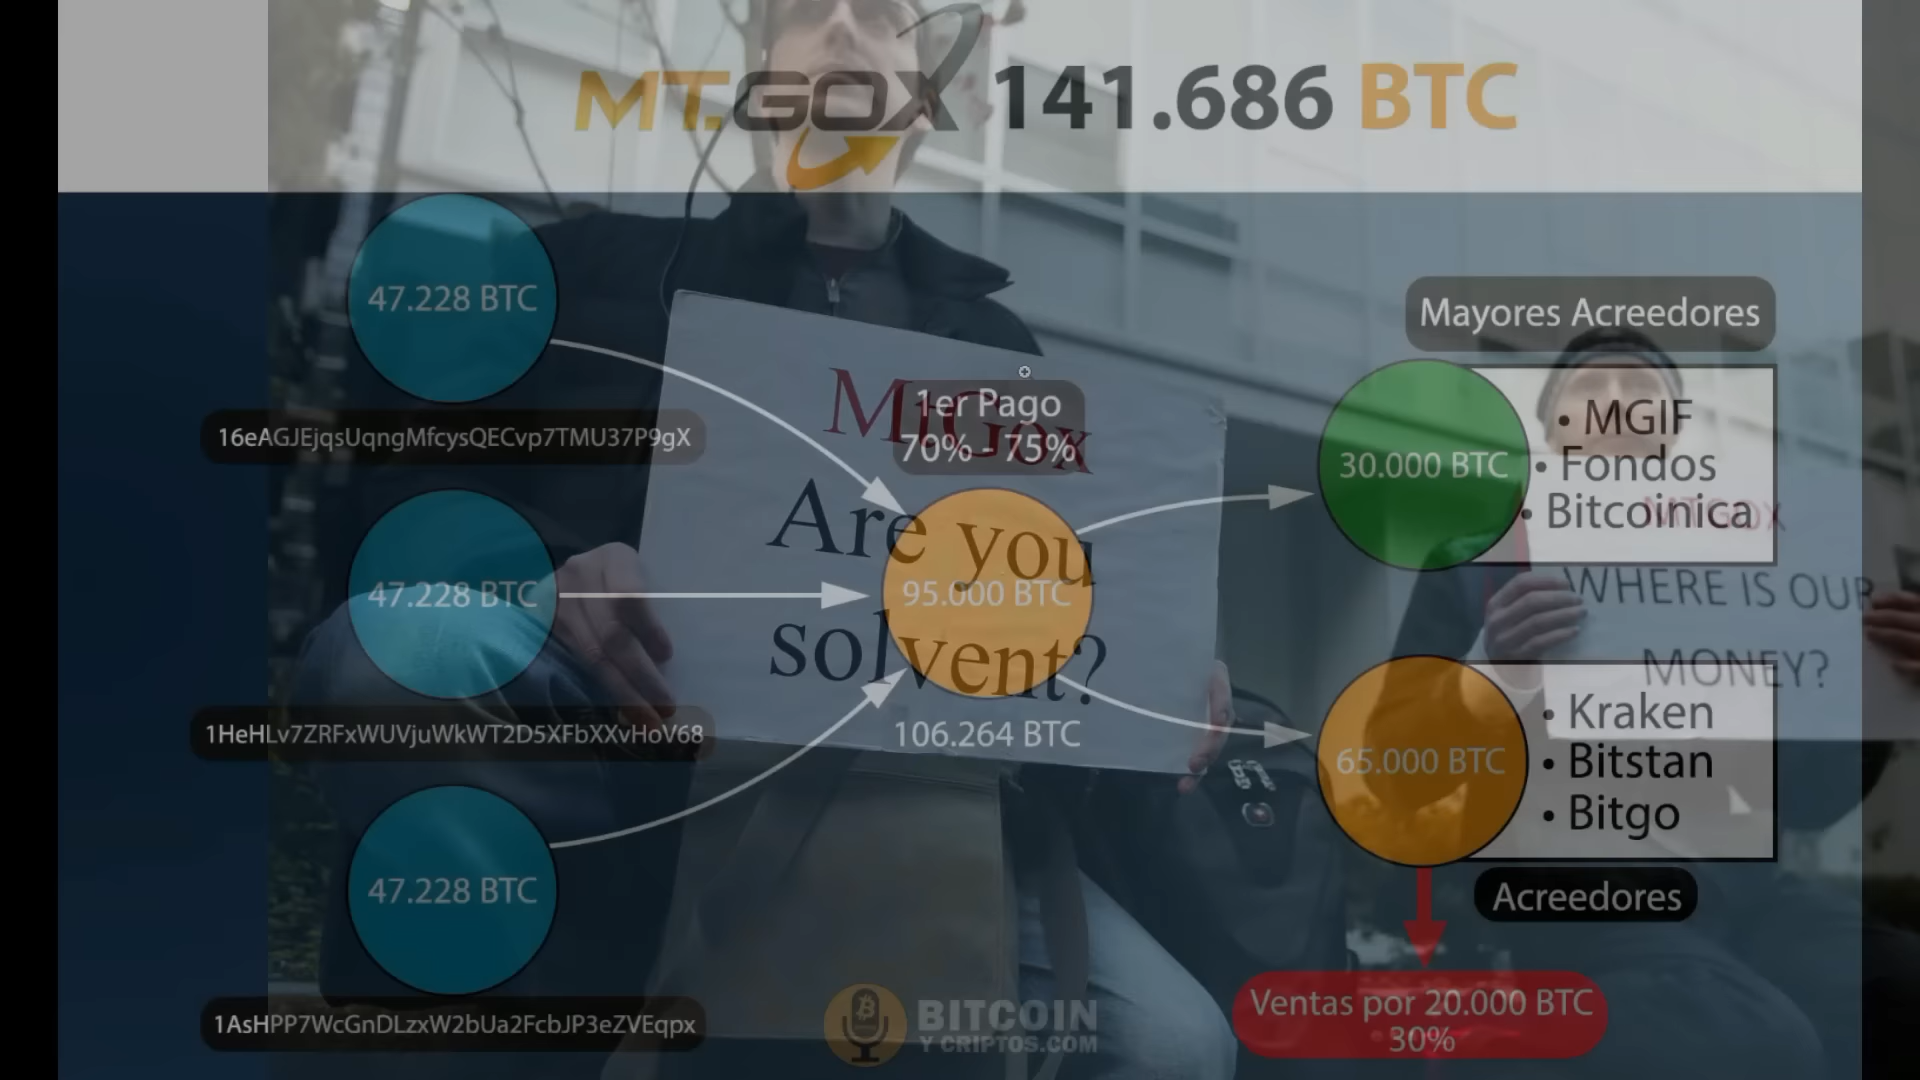 MT.GOX 141.686 BTC
47.228 BTC
16eAGJEjqsUqngMfcysQECvp7TMU37P9gX
47.228 BTC
1HeHLv7ZRFxWUVjuWkWT2D5XFbXXvHoV68
47.228 BTC
1AsHPP7WcGnDLzxW2bUa2FcbJP3eZVEqpx
1er Pago
70% - 75%
95.000 BTC
106.264 BTC
MtGox
Are you
solvent?
Mayores Acreedores
30.000 BTC
• MGIF
• Fondos
• Bitcoinica
MTGOX
WHERE IS OUR
MONEY?
65.000 BTC
• Kraken
• Bitstan
• Bitgo
Acreedores
Ventas por 20.000 BTC
30%
BITCOIN
Y CRIPTOS.COM